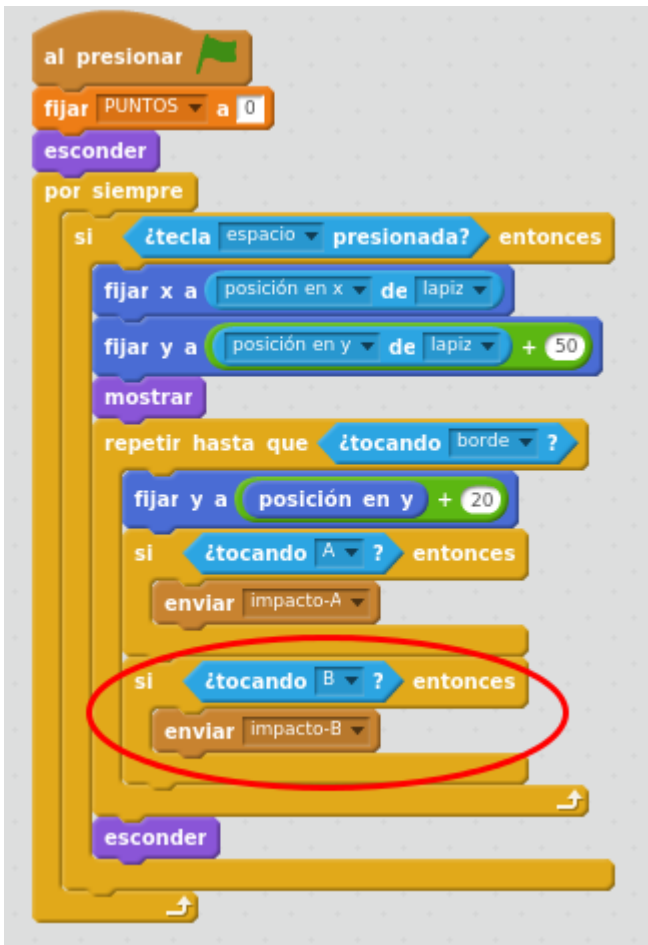 al presionar
fijar PUNTOS a 0
esconder
por siempre
si ¿tecla espacio presionada? entonces
fijar x a posición en x de lapiz
fijar y a posición en y de lapiz + 50
mostrar
repetir hasta que ¿tocando borde ?
fijar y a posición en y + 20
si ¿tocando A ? entonces
enviar impacto-A
si ¿tocando B ? entonces
enviar impacto-B
esconder